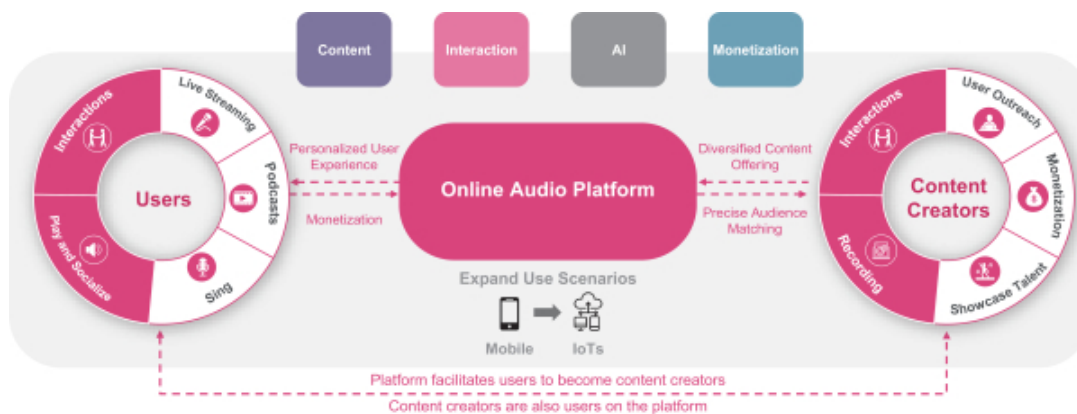 Content
Interaction
AI
Monetization
Interactions
Live Streaming
Podcasts
Sing
Play and Socialize
Users
Personalized User
Experience
Monetization
Online Audio Platform
Diversified Content
Offering
Precise Audience
Matching
Interactions
User Outreach
Monetization
Showcase Talent
Recording
Content
Creators
Expand Use Scenarios
Mobile
IoTs
Platform facilitates users to become content creators
Content creators are also users on the platform